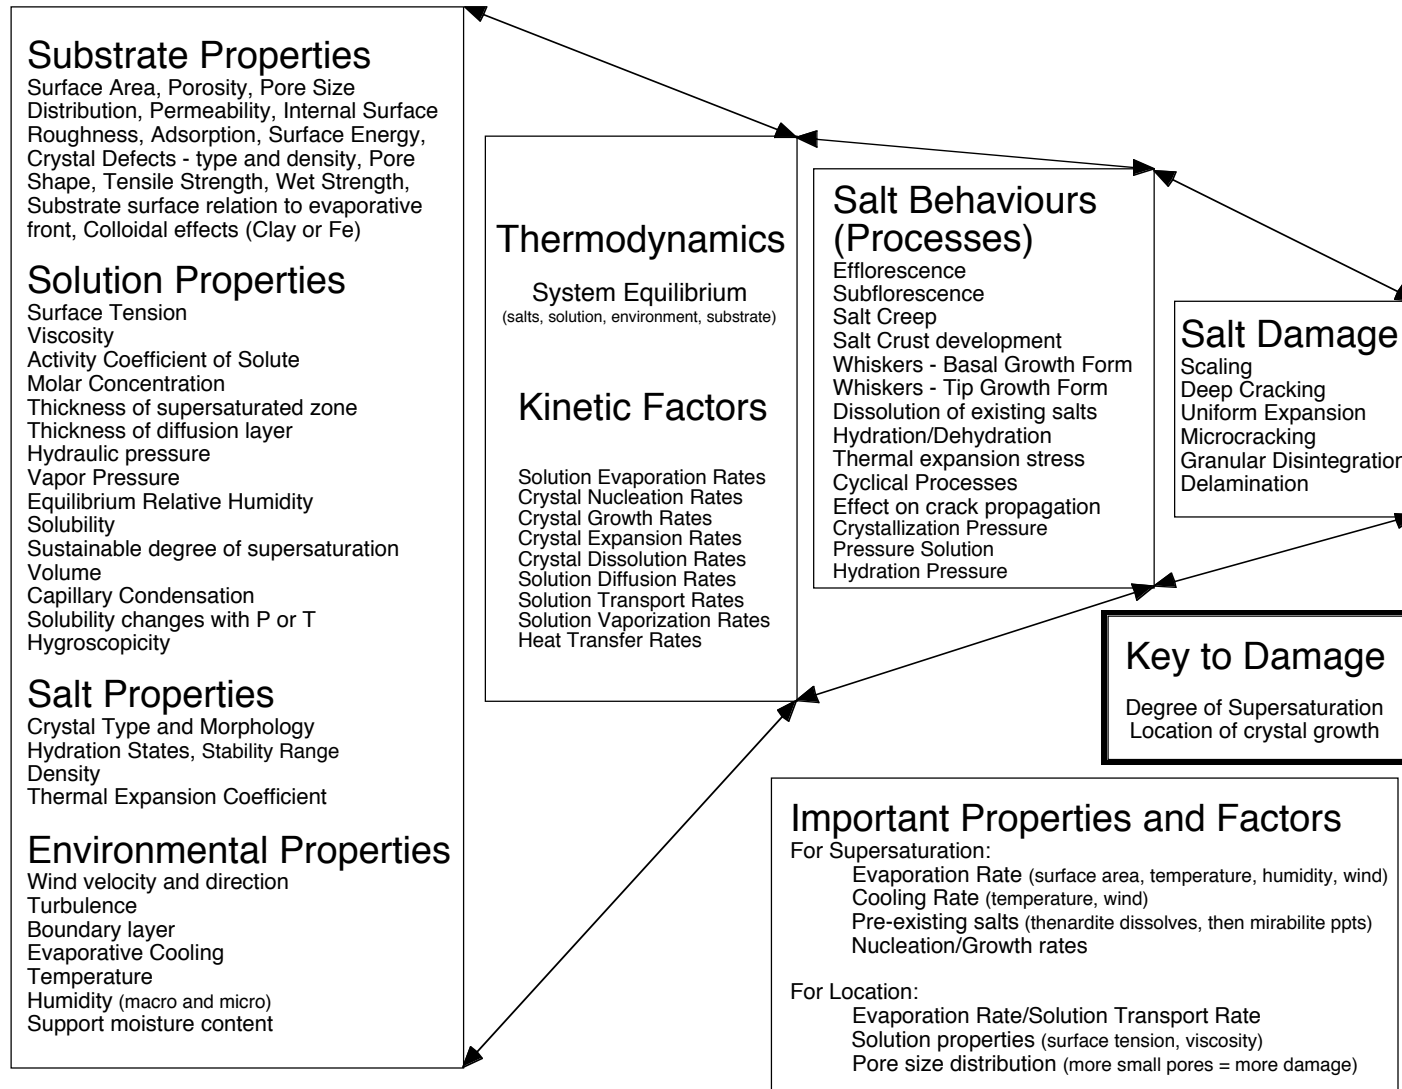 Substrate Properties
Surface Area, Porosity, Pore Size
Distribution, Permeability, Internal Surface
Roughness, Adsorption, Surface Energy,
Crystal Defects - type and density, Pore
Shape, Tensile Strength, Wet Strength,
Substrate surface relation to evaporative
front, Colloidal effects (Clay or Fe)
Solution Properties
Surface Tension
Viscosity
Activity Coefficient of Solute
Molar Concentration
Thickness of supersaturated zone
Thickness of diffusion layer
Hydraulic pressure
Vapor Pressure
Equilibrium Relative Humidity
Solubility
Sustainable degree of supersaturation
Volume
Capillary Condensation
Solubility changes with P or T
Hygroscopicity
Salt Properties
Crystal Type and Morphology
Hydration States, Stability Range
Density
Thermal Expansion Coefficient
Environmental Properties
Wind velocity and direction
Turbulence
Boundary layer
Evaporative Cooling
Temperature
Humidity (macro and micro)
Support moisture content
Thermodynamics
System Equilibrium
(salts, solution, environment, substrate)
Kinetic Factors
Solution Evaporation Rates
Crystal Nucleation Rates
Crystal Growth Rates
Crystal Expansion Rates
Crystal Dissolution Rates
Solution Diffusion Rates
Solution Transport Rates
Solution Vaporization Rates
Heat Transfer Rates
Salt Behaviours
(Processes)
Efflorescence
Subflorescence
Salt Creep
Salt Crust development
Whiskers - Basal Growth Form
Whiskers - Tip Growth Form
Dissolution of existing salts
Hydration/Dehydration
Thermal expansion stress
Cyclical Processes
Effect on crack propagation
Crystallization Pressure
Pressure Solution
Hydration Pressure
Salt Damage
Scaling
Deep Cracking
Uniform Expansion
Microcracking
Granular Disintegration
Delamination
Key to Damage
Degree of Supersaturation
Location of crystal growth
Important Properties and Factors
For Supersaturation:
Evaporation Rate (surface area, temperature, humidity, wind)
Cooling Rate (temperature, wind)
Pre-existing salts (thenardite dissolves, then mirabilite ppts)
Nucleation/Growth rates
For Location:
Evaporation Rate/Solution Transport Rate
Solution properties (surface tension, viscosity)
Pore size distribution (more small pores = more damage)